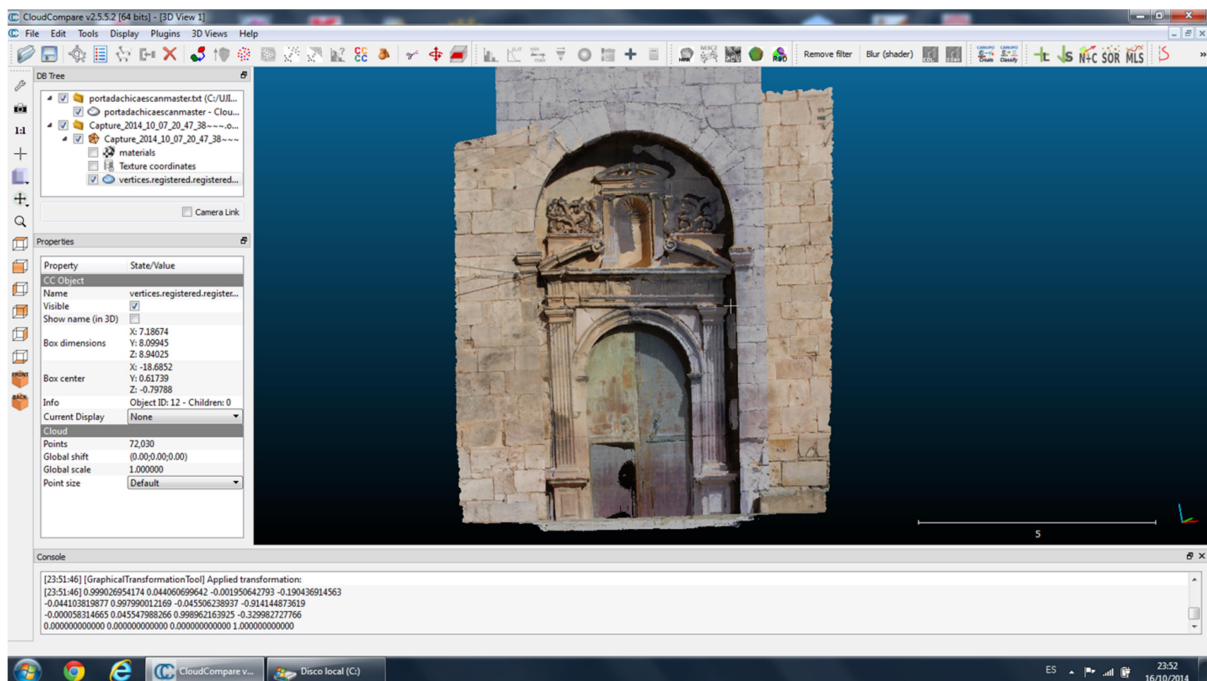 CloudCompare v2.5.5.2 [64 bits] - [3D View 1]
File Edit Tools Display Plugins 3D Views Help
Remove filter Blur (shader) N+C SOR MLS
DB Tree
portadachicaescanmaster.txt (C:/UJI...
portadachicaescanmaster - Clou...
Capture_2014_10_07_20_47_38~~~.o...
Capture_2014_10_07_20_47_38~~~
materials
Texture coordinates
vertices.registered.registered...
Camera Link
1:1
Properties
Property State/Value
CC Object
Name vertices.registered.register...
Visible
Show name (in 3D)
Box dimensions
X: 7.18674
Y: 8.09945
Z: 8.94025
Box center
X: -18.6852
Y: 0.61739
Z: -0.79788
Info Object ID: 12 - Children: 0
Current Display None
Cloud
Points 72,030
Global shift (0.00;0.00;0.00)
Global scale 1.000000
Point size Default
FRONT
BACK
5
Console
[23:51:46] [GraphicalTransformationTool] Applied transformation:
[23:51:46] 0.999026954174 0.044060699642 -0.001950642793 -0.190436914563
-0.044103819877 0.997990012169 -0.045506238937 -0.914144873619
-0.000058314665 0.045547988266 0.998962163925 -0.329982727766
0.000000000000 0.000000000000 0.000000000000 1.000000000000
CloudCompare v... Disco local (C:)
ES 23:52
16/10/2014